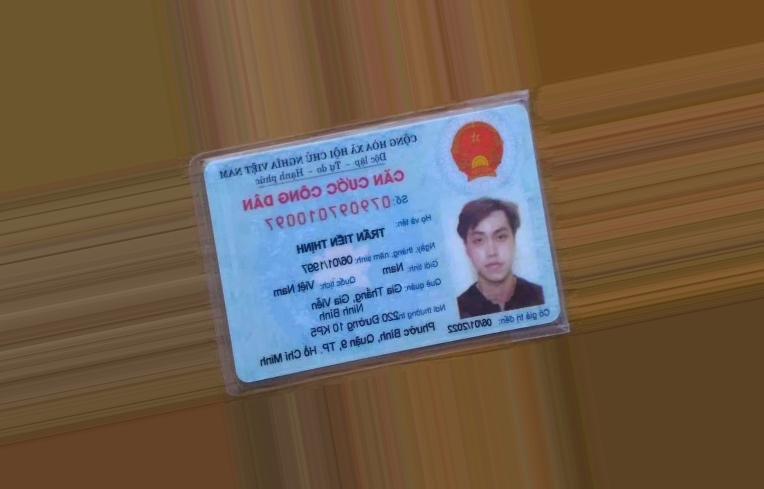 CỘNG HÒA XÃ HỘI CHỦ NGHĨA VIỆT NAM
Độc lập - Tự do - Hạnh phúc
CĂN CƯỚC CÔNG DÂN
Số: 079097010097
Họ và tên: TRẦN TIẾN THỊNH
Ngày, tháng, năm sinh: 06/01/1997
Giới tính: Nam Quốc tịch: Việt Nam
Quê quán: Gia Thắng, Gia Viễn
Ninh Bình
Nơi thường trú: 220 Đường 10 KP5
Phước Bình, Quận 9, TP. Hồ Chí Minh
Có giá trị đến: 06/01/2022